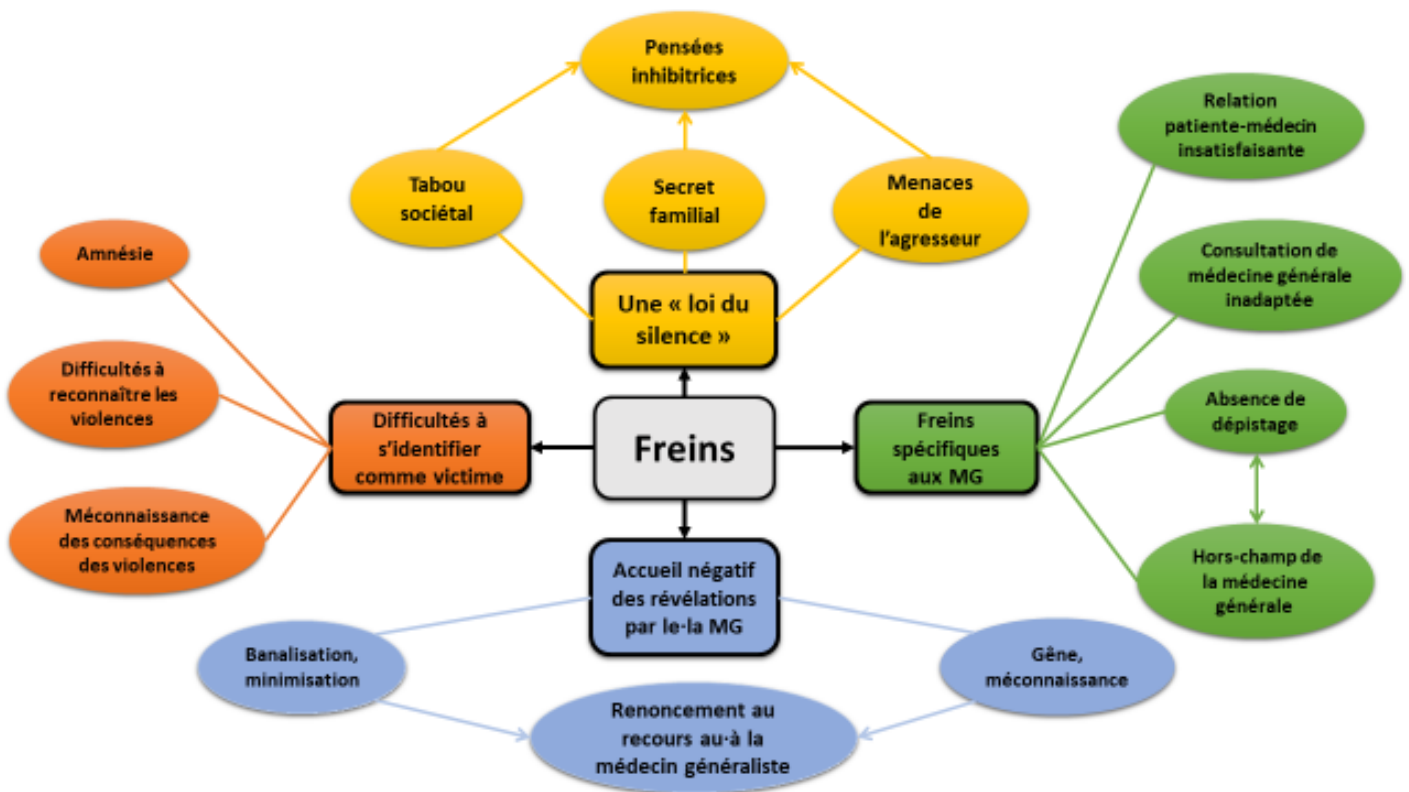 Pensées
inhibitrices
Tabou
sociétal
Secret
familial
Menaces
de
l'agresseur
Une « loi du
silence »
Relation
patiente-médecin
insatisfaisante
Consultation de
médecine générale
inadaptée
Absence de
dépistage
Hors-champ de
la médecine
générale
Freins
spécifiques
aux MG
Freins
Difficultés à
s'identifier
comme victime
Amnésie
Difficultés à
reconnaître les
violences
Méconnaissance
des conséquences
des violences
Accueil négatif
des révélations
par le·la MG
Banalisation,
minimisation
Gêne,
méconnaissance
Renoncement au
recours au·à la
médecin généraliste